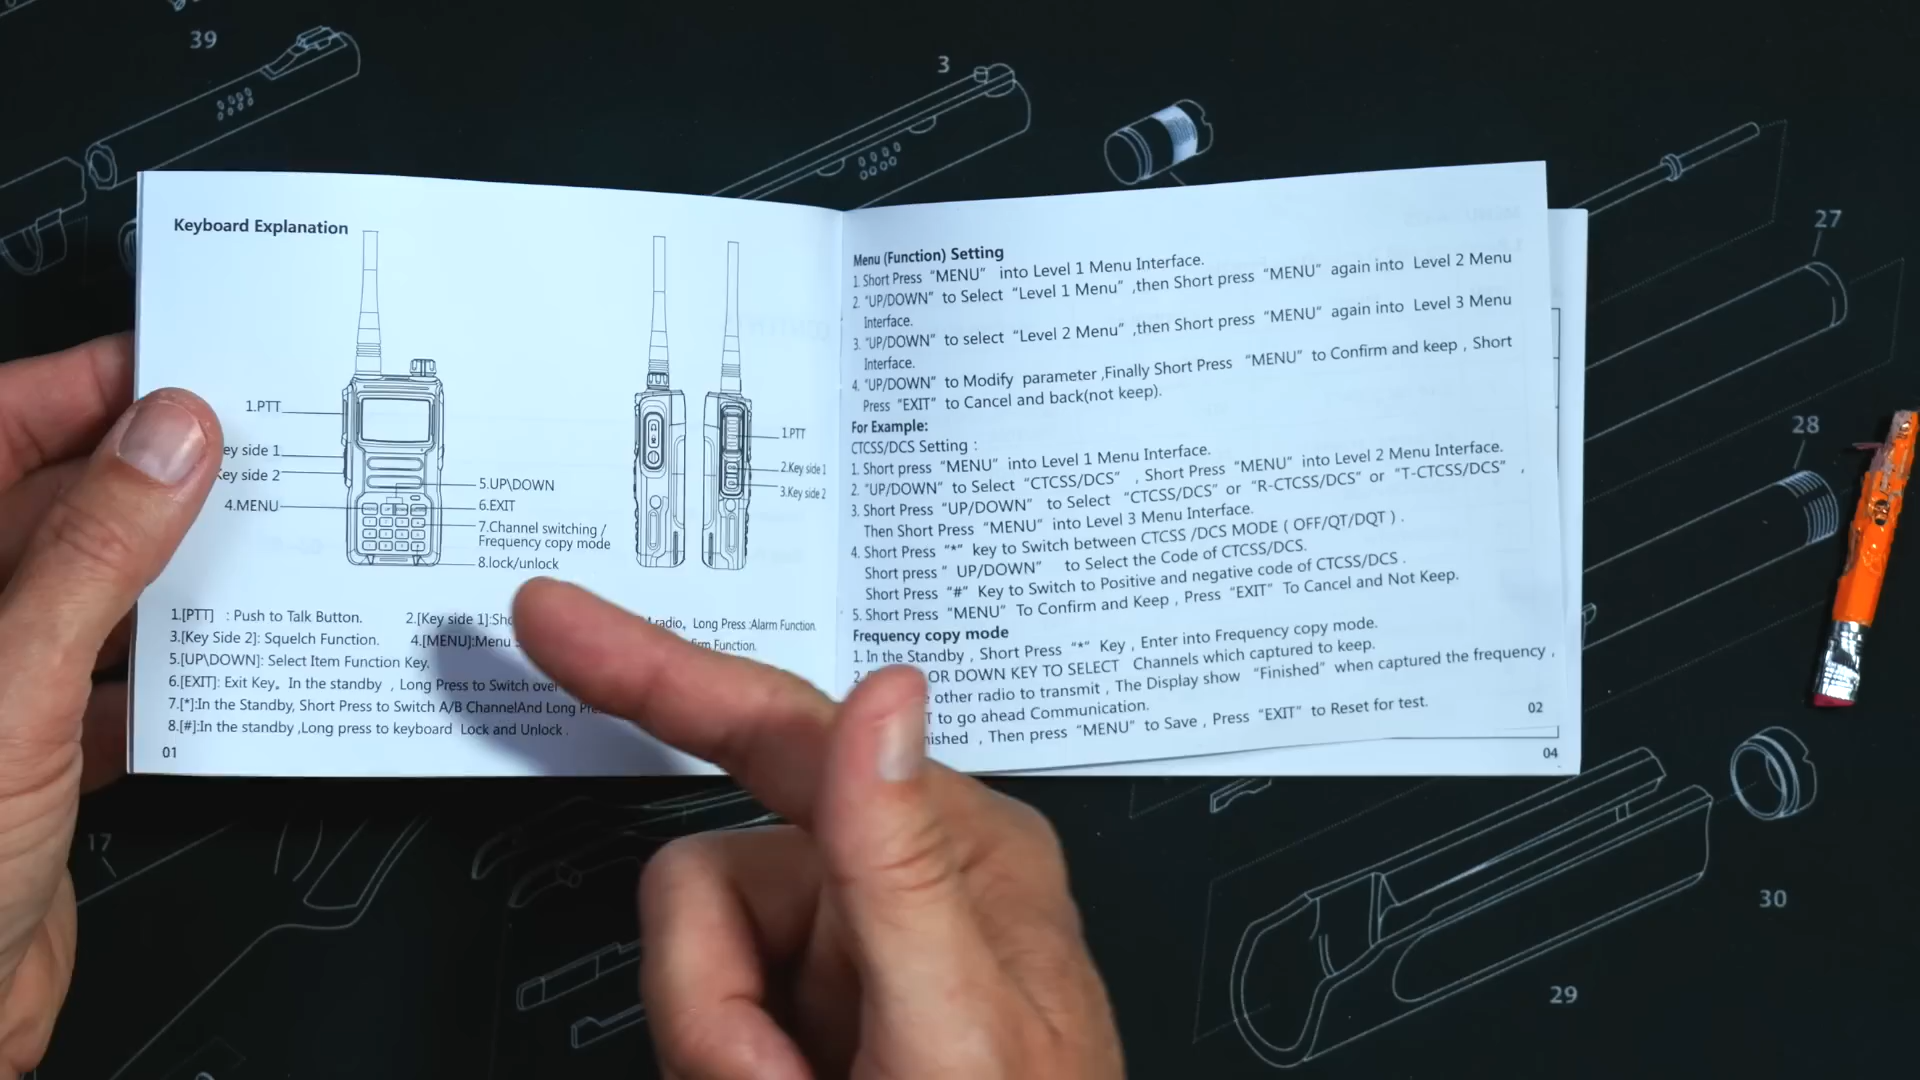 39
3
27
28
17
30
29
Keyboard Explanation
1.PTT
ey side 1
Key side 2
4.MENU
5.UP\DOWN
6.EXIT
7.Channel switching /
Frequency copy mode
8.lock/unlock
1.PTT
2.Key side 1
3.Key side 2
1.[PTT] : Push to Talk Button. 2.[Key side 1]: radio。Long Press :Alarm Function.
3.[Key Side 2]: Squelch Function. 4.[MENU]:Menu Function.
5.[UP\DOWN]: Select Item Function Key.
6.[EXIT]: Exit Key。In the standby , Long Press to Switch
7.[*]:In the Standby, Short Press to Switch A/B ChannelAnd Long
8.[#]:In the standby ,Long press to keyboard Lock and Unlock .
01
Menu (Function) Setting
1. Short Press “MENU” into Level 1 Menu Interface.
2. “UP/DOWN” to Select “Level 1 Menu” ,then Short press “MENU” again into Level 2 Menu
Interface.
3. “UP/DOWN” to select “Level 2 Menu” ,then Short press “MENU” again into Level 3 Menu
Interface.
4. “UP/DOWN” to Modify parameter ,Finally Short Press “MENU” to Confirm and keep , Short
Press “EXIT” to Cancel and back(not keep).
For Example:
CTCSS/DCS Setting :
1. Short press “MENU” into Level 1 Menu Interface.
2. “UP/DOWN” to Select “CTCSS/DCS” , Short Press “MENU” into Level 2 Menu Interface.
3. Short Press “UP/DOWN” to Select “CTCSS/DCS” or “R-CTCSS/DCS” or “T-CTCSS/DCS” ,
Then Short Press “MENU” into Level 3 Menu Interface.
4. Short Press “*” key to Switch between CTCSS /DCS MODE ( OFF/QT/DQT ) .
Short press “ UP/DOWN” to Select the Code of CTCSS/DCS.
Short Press “#” Key to Switch to Positive and negative code of CTCSS/DCS .
5. Short Press “MENU” To Confirm and Keep , Press “EXIT” To Cancel and Not Keep.
Frequency copy mode
1. In the Standby , Short Press “*” Key , Enter into Frequency copy mode.
2. OR DOWN KEY TO SELECT Channels which captured to keep.
other radio to transmit , The Display show “Finished” when captured the frequency ,
to go ahead Communication.
, Then press “MENU” to Save , Press “EXIT” to Reset for test.
02
04